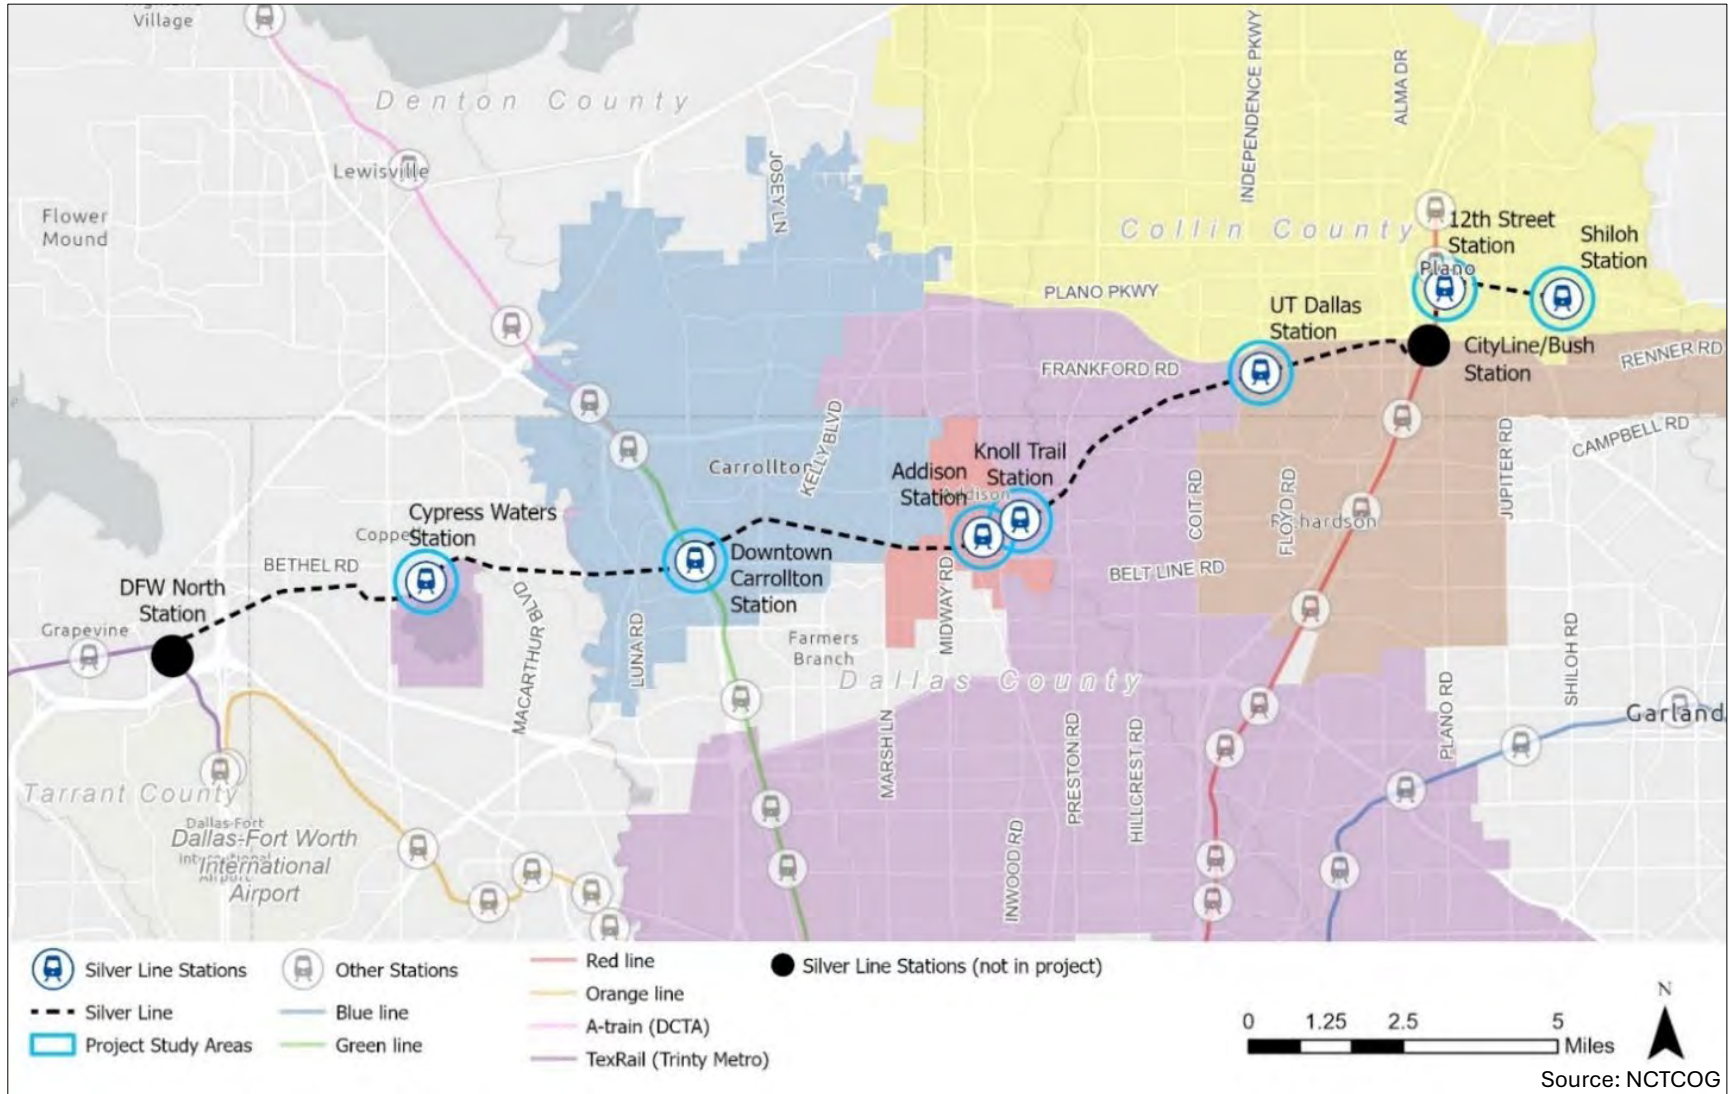 Village
Denton County
Lewisville
Flower
Mound
JOSEY LN
INDEPENDENCE PKWY
ALMA DR
Collin County
12th Street
Station
Shiloh
Station
Plano
PLANO PKWY
UT Dallas
Station
FRANKFORD RD
CityLine/Bush
Station
RENNER RD
CAMPBELL RD
JUPITER RD
KELLY BLVD
Carrollton
Knoll Trail
Station
Addison
Station
Addison
COIT RD
FLOYD RD
Richardson
Cypress Waters
Station
Coppell
BETHEL RD
DFW North
Station
Downtown
Carrollton
Station
BELT LINE RD
MIDWAY RD
Grapevine
MACARTHUR BLVD
LUNA RD
Farmers
Branch
Dallas County
SHILOH RD
PLANO RD
Garland
MARSH LN
PRESTON RD
HILLCREST RD
INWOOD RD
Tarrant County
Dallas-Fort
International
Airport
Dallas-Fort Worth
International
Airport
Silver Line Stations
Silver Line
Project Study Areas
Other Stations
Blue line
Green line
Red line
Orange line
A-train (DCTA)
TexRail (Trinty Metro)
Silver Line Stations (not in project)
0 1.25 2.5 5
Miles
N
Source: NCTCOG